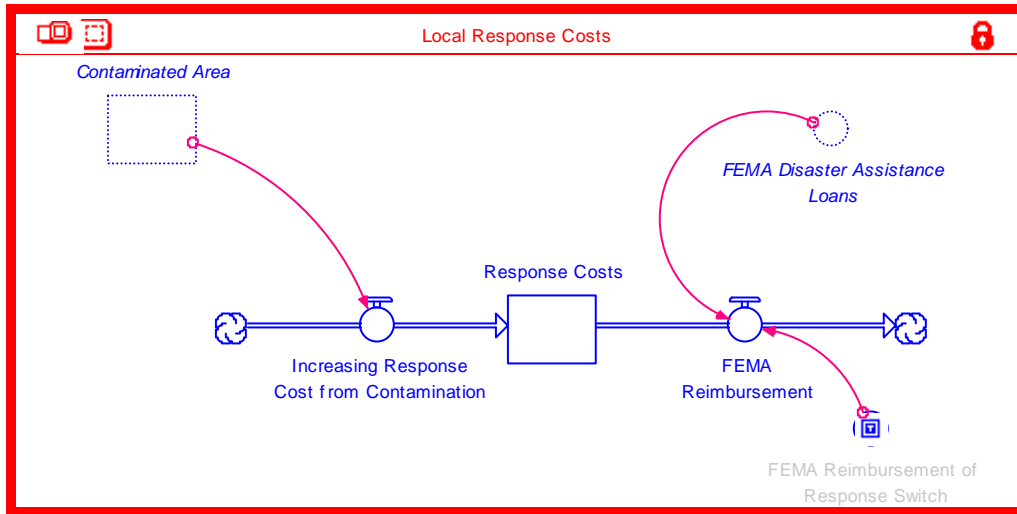 Local Response Costs
Contaminated Area
FEMA Disaster Assistance
Loans
Response Costs
Increasing Response
Cost from Contamination
FEMA
Reimbursement
T
FEMA Reimbursement of
Response Switch